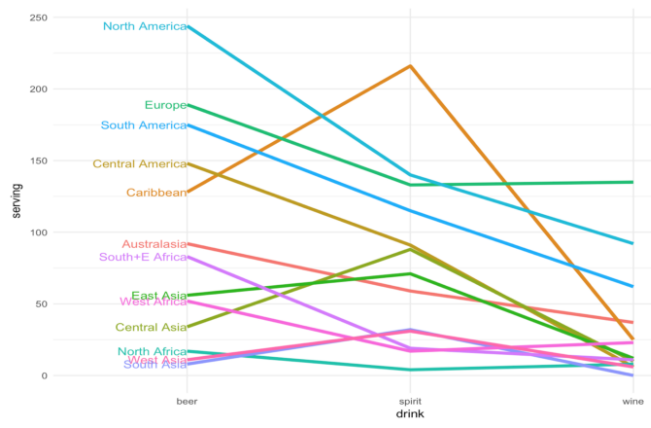 250
North America
200
Europe
South America
150
Central America
Caribbean
serving
100
Australasia
South+E Africa
East Asia
West Africa
50
Central Asia
North Africa
West Asia
South Asia
0
beer
spirit
wine
drink